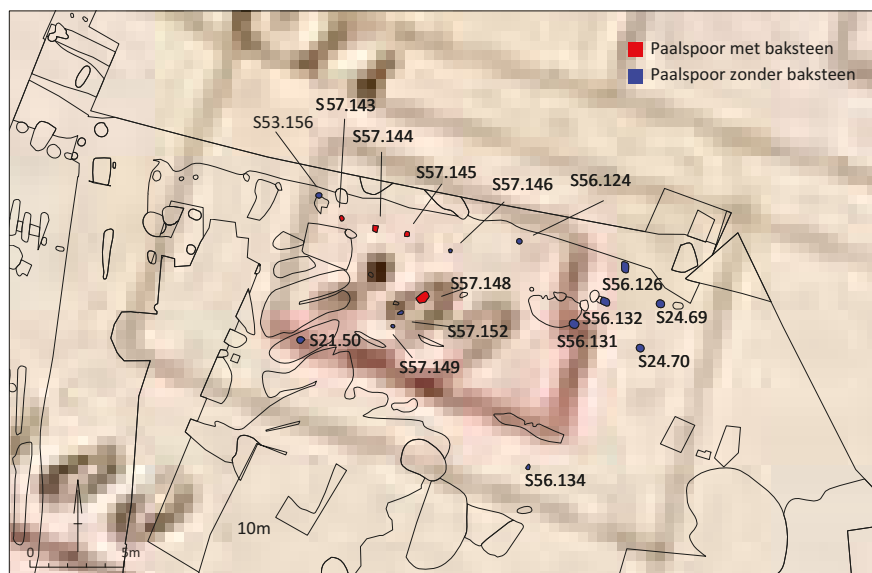 Paalspoor met baksteen
Paalspoor zonder baksteen
S57.143
S53.156
S57.144
S57.145
S57.146
S56.124
S57.148
S56.126
S56.132
S24.69
S57.152
S56.131
S21.50
S57.149
S24.70
S56.134
10m
0
5m